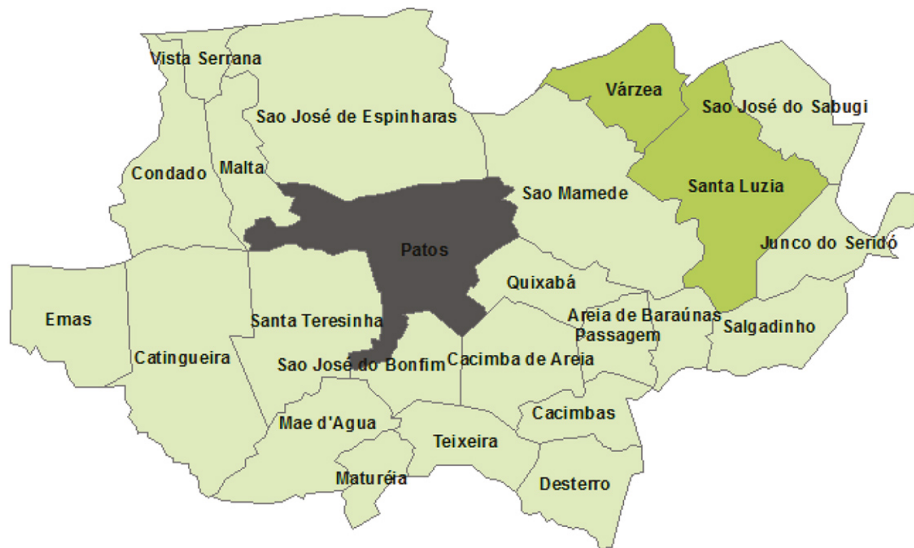 Vista Serrana
Várzea
Sao José do Sabugi
Sao José de Espinharas
Condado
Malta
Santa Luzia
Sao Mamede
Junco do Seridó
Patos
Quixabá
Emas
Santa Teresinha
Areia de Baraúnas
Passagem
Salgadinho
Catingueira
Sao José do Bonfim
Cacimba de Areia
Mae d'Agua
Cacimbas
Teixeira
Maturéia
Desterro